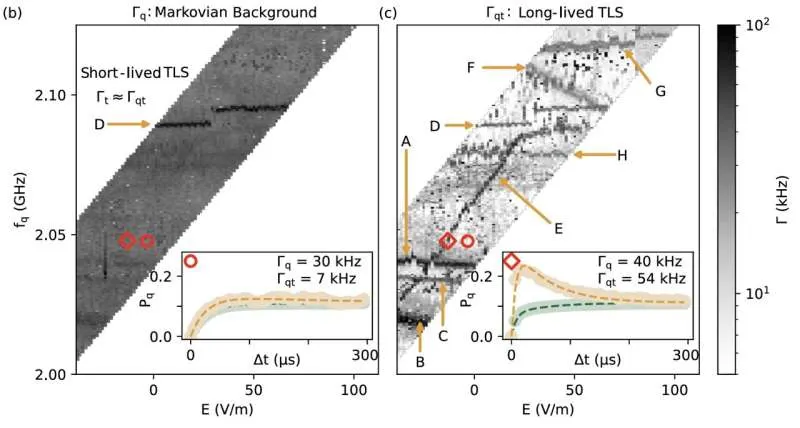 (b) Γq: Markovian Background
(c) Γqt: Long-lived TLS
Short-lived TLS
Γt ≈ Γqt
D
fq (GHz)
2.10
2.05
2.00
Γq = 30 kHz
Γqt = 7 kHz
Pq
0.2
0.0
0
Δt (μs)
300
0
50
100
E (V/m)
F
G
D
A
H
E
C
B
Γq = 40 kHz
Γqt = 54 kHz
Pq
0.2
0.0
0
Δt (μs)
300
0
50
100
E (V/m)
10²
10¹
Γ (kHz)